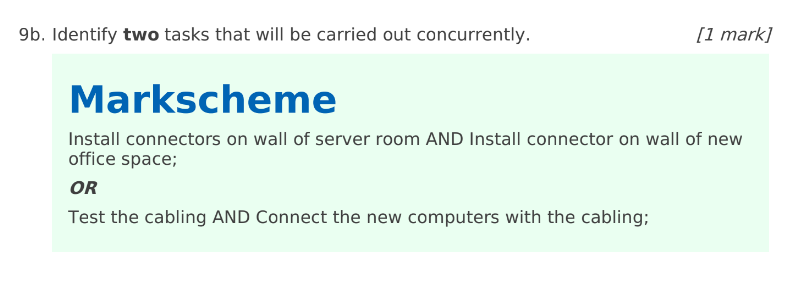 9b. Identify two tasks that will be carried out concurrently. [1 mark]
Markscheme
Install connectors on wall of server room AND Install connector on wall of new
office space;
OR
Test the cabling AND Connect the new computers with the cabling;